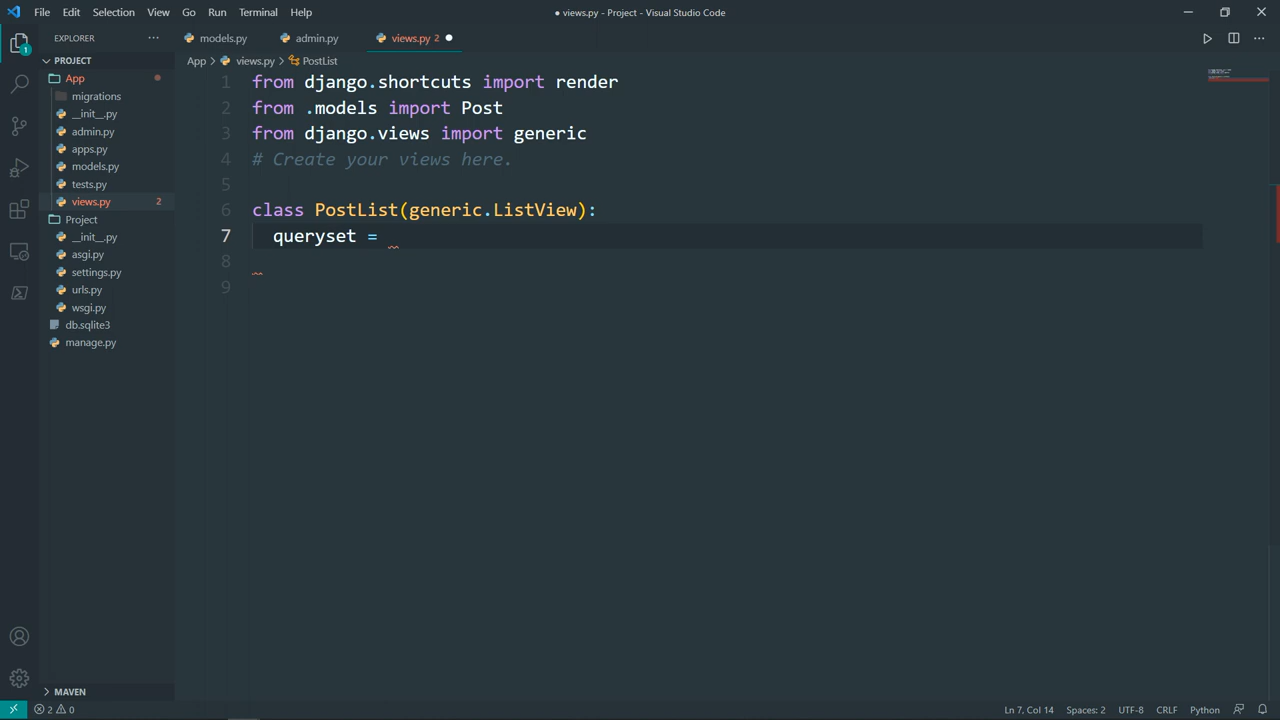 File Edit Selection View Go Run Terminal Help
● views.py - Project - Visual Studio Code
EXPLORER ...
models.py admin.py views.py 2 ●
PROJECT
App > views.py > PostList
App
migrations
__init__.py
admin.py
apps.py
models.py
tests.py
views.py 2
Project
__init__.py
asgi.py
settings.py
urls.py
wsgi.py
db.sqlite3
manage.py
1 from django.shortcuts import render
2 from .models import Post
3 from django.views import generic
4 # Create your views here.
5
6 class PostList(generic.ListView):
7 queryset =
8
9
1
MAVEN
2 0
Ln 7, Col 14 Spaces: 2 UTF-8 CRLF Python